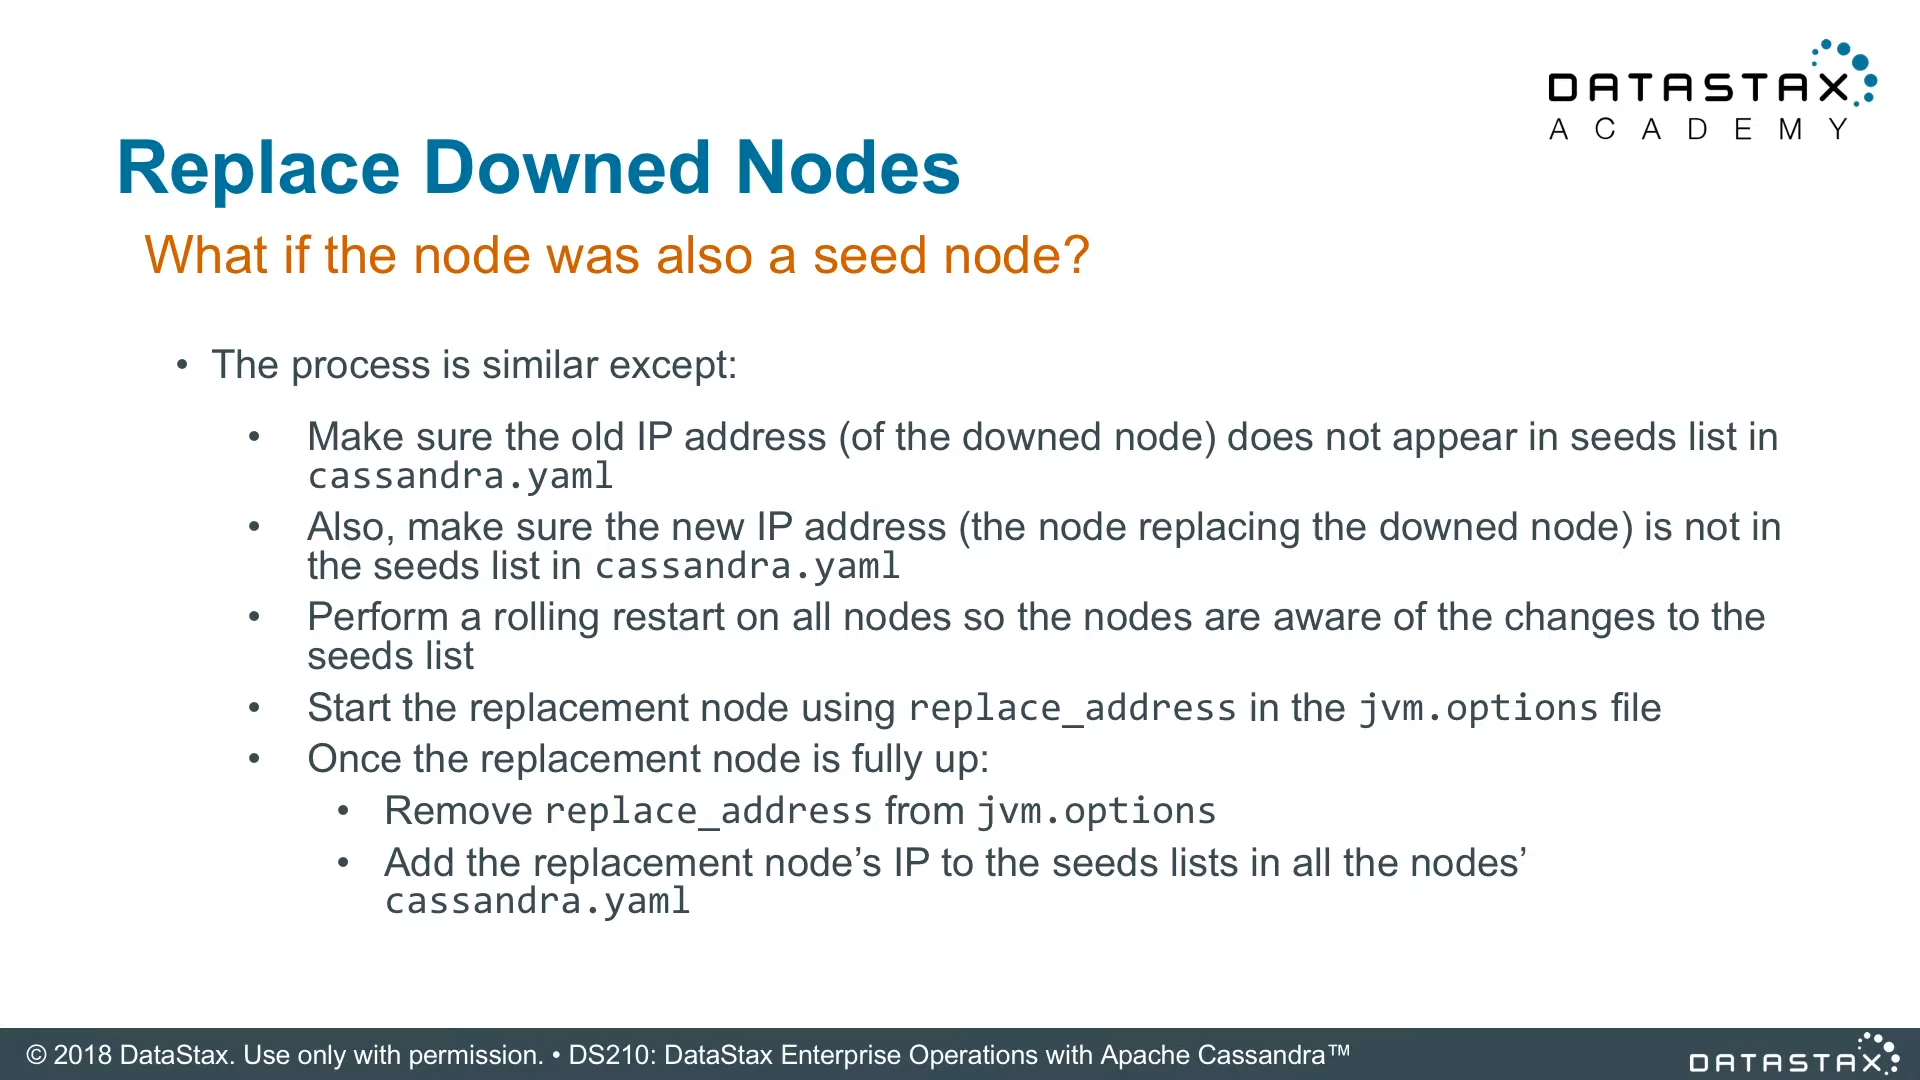 DATASTAX
ACADEMY
Replace Downed Nodes
What if the node was also a seed node?
• The process is similar except:
• Make sure the old IP address (of the downed node) does not appear in seeds list in
cassandra.yaml
• Also, make sure the new IP address (the node replacing the downed node) is not in
the seeds list in cassandra.yaml
• Perform a rolling restart on all nodes so the nodes are aware of the changes to the
seeds list
• Start the replacement node using replace_address in the jvm.options file
• Once the replacement node is fully up:
• Remove replace_address from jvm.options
• Add the replacement node’s IP to the seeds lists in all the nodes’
cassandra.yaml
© 2018 DataStax. Use only with permission. • DS210: DataStax Enterprise Operations with Apache Cassandra™
DATASTAX